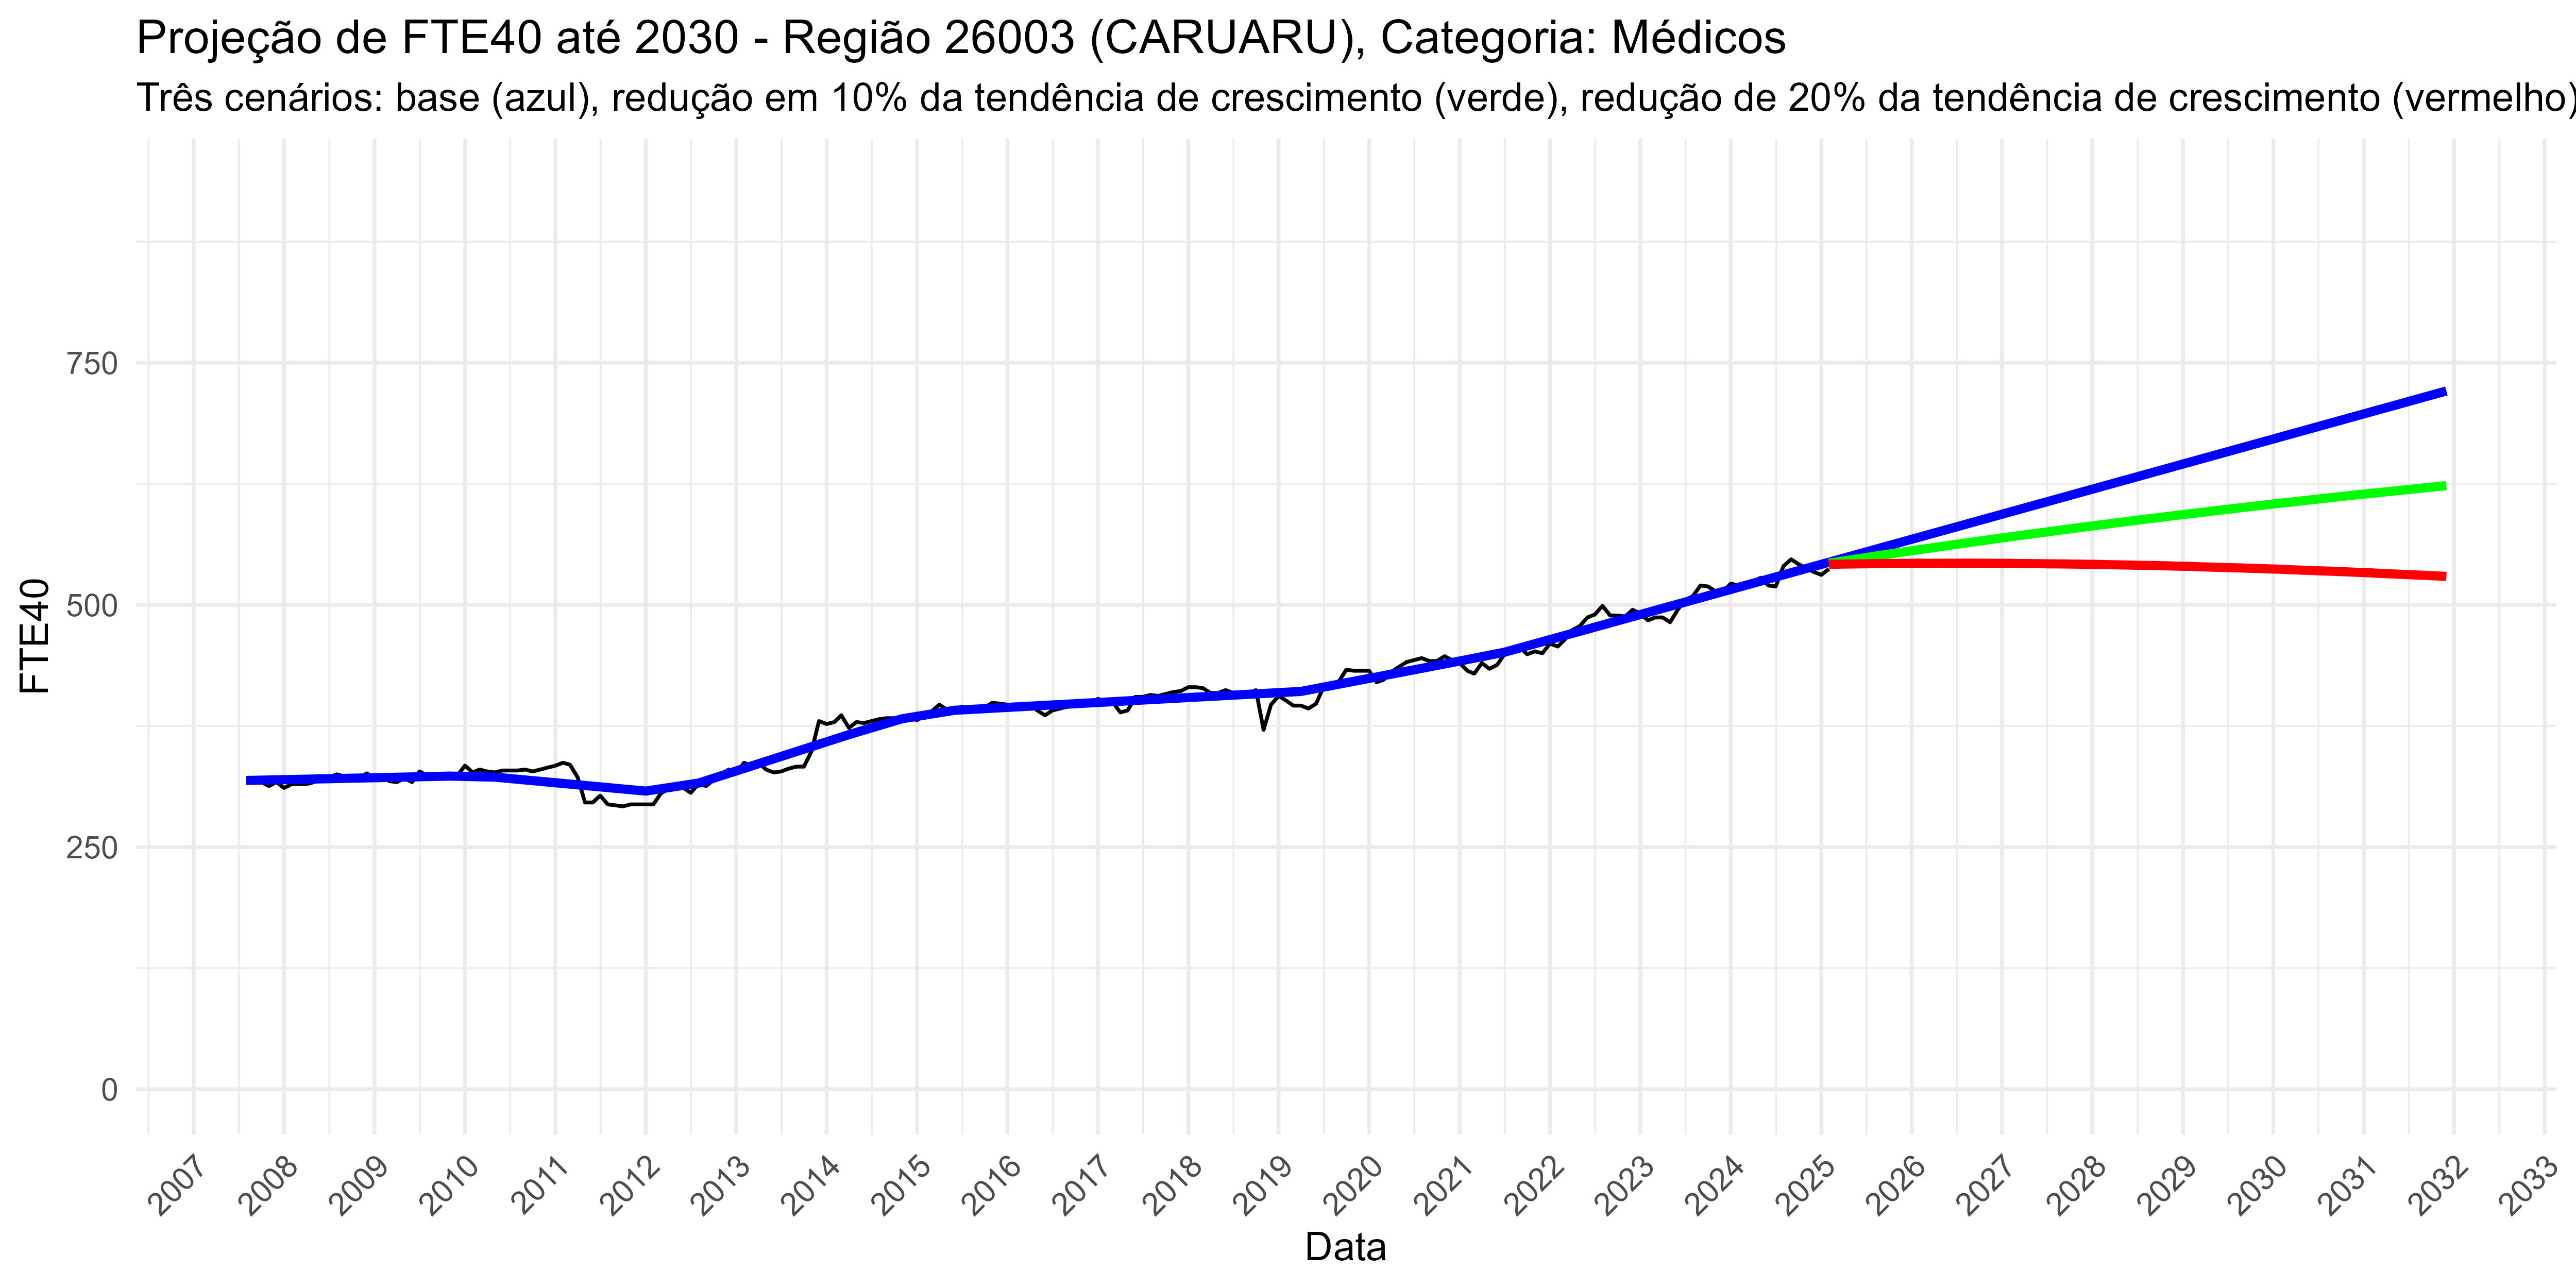 Projeção de FTE40 até 2030 - Região 26003 (CARUARU), Categoria: Médicos
Três cenários: base (azul), redução em 10% da tendência de crescimento (verde), redução de 20% da tendência de crescimento (vermelho)
FTE40
750
500
250
0
2007 2008 2009 2010 2011 2012 2013 2014 2015 2016 2017 2018 2019 2020 2021 2022 2023 2024 2025 2026 2027 2028 2029 2030 2031 2032 2033
Data